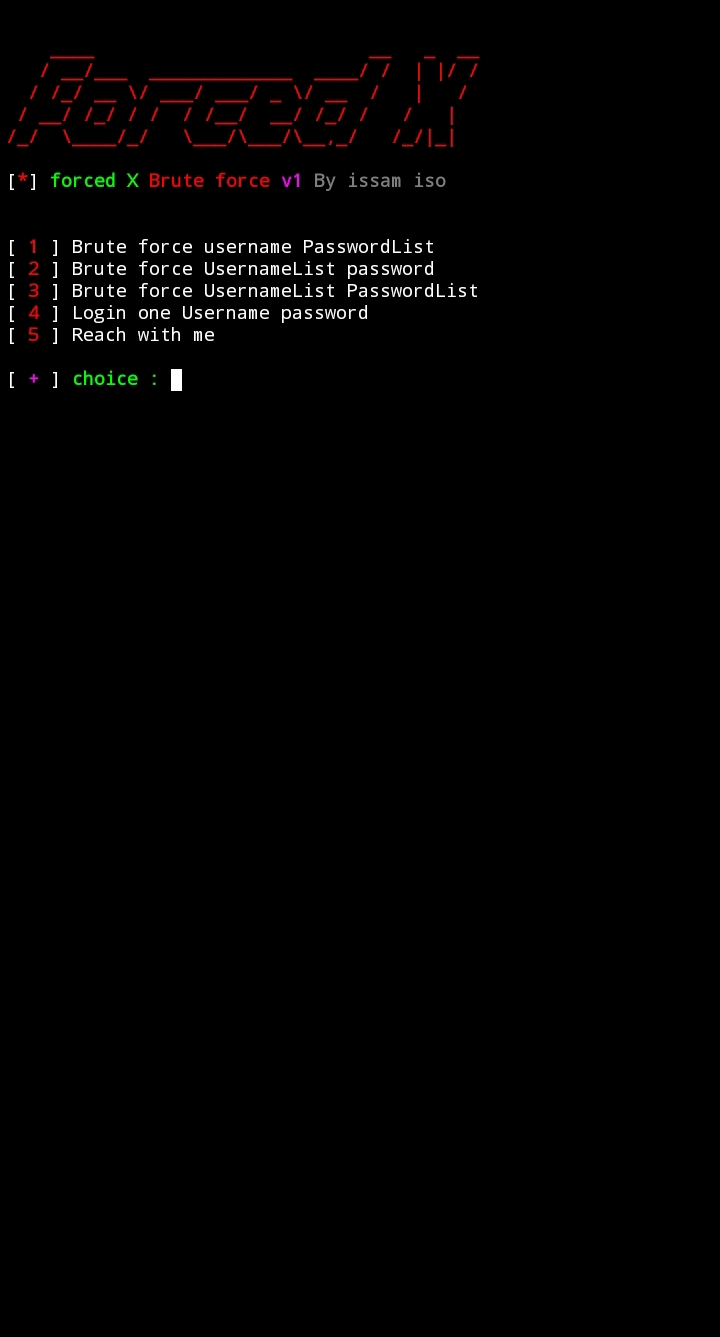 Forced X
[*] forced X Brute force v1 By issam iso
[ 1 ] Brute force username PasswordList
[ 2 ] Brute force UsernameList password
[ 3 ] Brute force UsernameList PasswordList
[ 4 ] Login one Username password
[ 5 ] Reach with me
[ + ] choice :